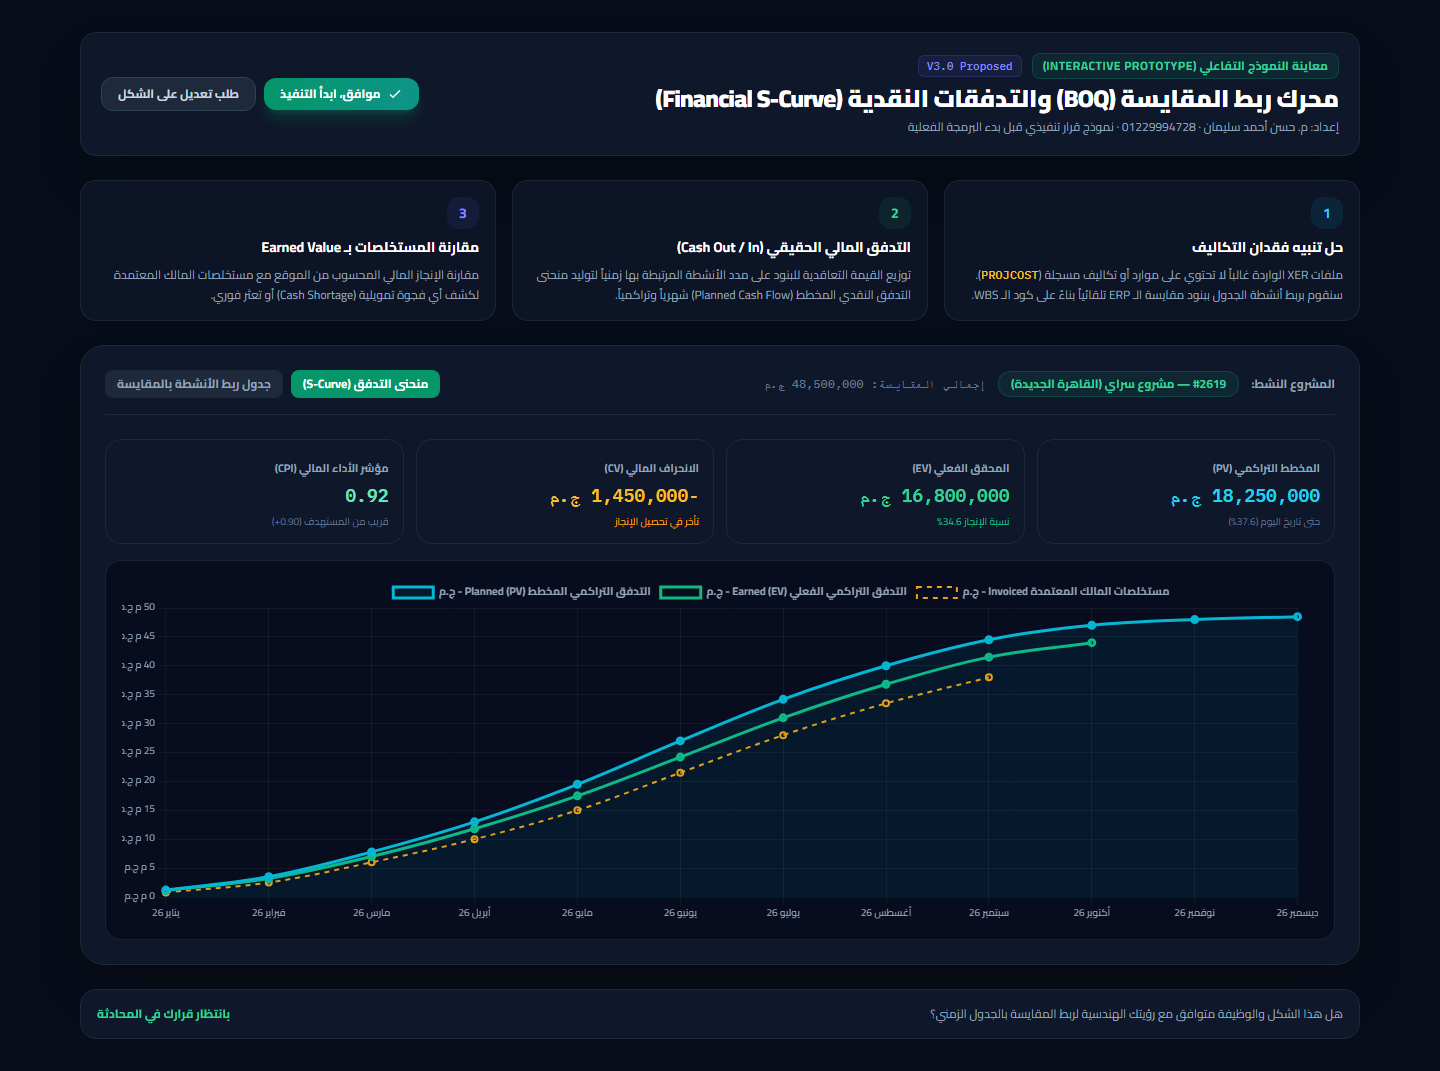 معاينة النموذج التفاعلي (INTERACTIVE PROTOTYPE)
V3.0 Proposed
محرك ربط المقايسة (BOQ) والتدفقات النقدية (Financial S-Curve)
إعداد: م. حسن أحمد سليمان · 01229994728 · نموذج قرار تنفيذي قبل بدء البرمجة الفعلية
موافق، ابدأ التنفيذ
طلب تعديل على الشكل
1
حل تنبيه فقدان التكاليف
ملفات XER الواردة غالباً لا تحتوي على موارد أو تكاليف مسجلة (PROJCOST).
سنقوم بربط أنشطة الجدول ببنود مقايسة الـ ERP تلقائياً بناءً على كود الـ WBS.
2
التدفق المالي الحقيقي (Cash Out / In)
توزيع القيمة التعاقدية للبنود على مدد الأنشطة المرتبطة بها زمنياً لتوليد منحنى
التدفق النقدي المخطط (Planned Cash Flow) شهرياً وتراكمياً.
3
مقارنة المستخلصات بـ Earned Value
مقارنة الإنجاز المالي المحسوب من الموقع مع مستخلصات المالك المعتمدة
لكشف أي فجوة تمويلية (Cash Shortage) أو تعثر فوري.
المشروع النشط:
#2619 — مشروع سراي (القاهرة الجديدة)
إجمالي المقايسة: 48,500,000 ج.م
منحنى التدفق (S-Curve)
جدول ربط الأنشطة بالمقايسة
المخطط التراكمي (PV)
18,250,000 ج.م
حتى تاريخ اليوم (37.6%)
المحقق الفعلي (EV)
16,800,000 ج.م
نسبة الإنجاز 34.6%
الانحراف المالي (CV)
-1,450,000 ج.م
تأخر في تحصيل الإنجاز
مؤشر الأداء المالي (CPI)
0.92
قريب من المستهدف (0.90+)
مستخلصات المالك المعتمدة Invoiced - ج.م
التدفق التراكمي الفعلي Earned (EV) - ج.م
التدفق التراكمي المخطط Planned (PV) - ج.م
50 م ج.م
45 م ج.م
40 م ج.م
35 م ج.م
30 م ج.م
25 م ج.م
20 م ج.م
15 م ج.م
10 م ج.م
5 م ج.م
0 م ج.م
يناير 26
فبراير 26
مارس 26
أبريل 26
مايو 26
يونيو 26
يوليو 26
أغسطس 26
سبتمبر 26
أكتوبر 26
نوفمبر 26
ديسمبر 26
هل هذا الشكل والوظيفة متوافق مع رؤيتك الهندسية لربط المقايسة بالجدول الزمني؟
بانتظار قرارك في المحادثة